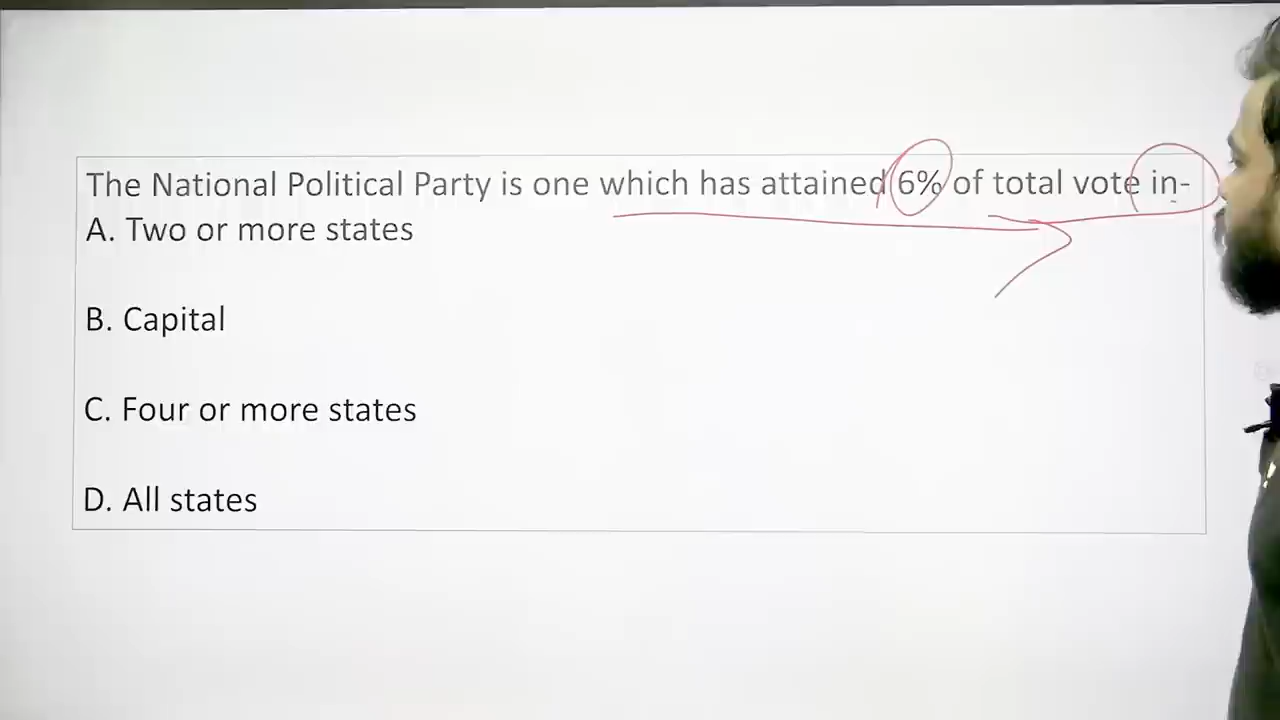 The National Political Party is one which has attained 6% of total vote in-
A. Two or more states
B. Capital
C. Four or more states
D. All states